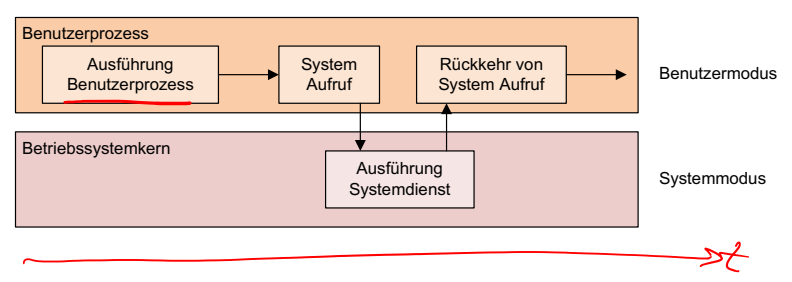 Benutzerprozess
Ausführung
Benutzerprozess
System
Aufruf
Rückkehr von
System Aufruf
Benutzermodus
Betriebssystemkern
Ausführung
Systemdienst
Systemmodus
t